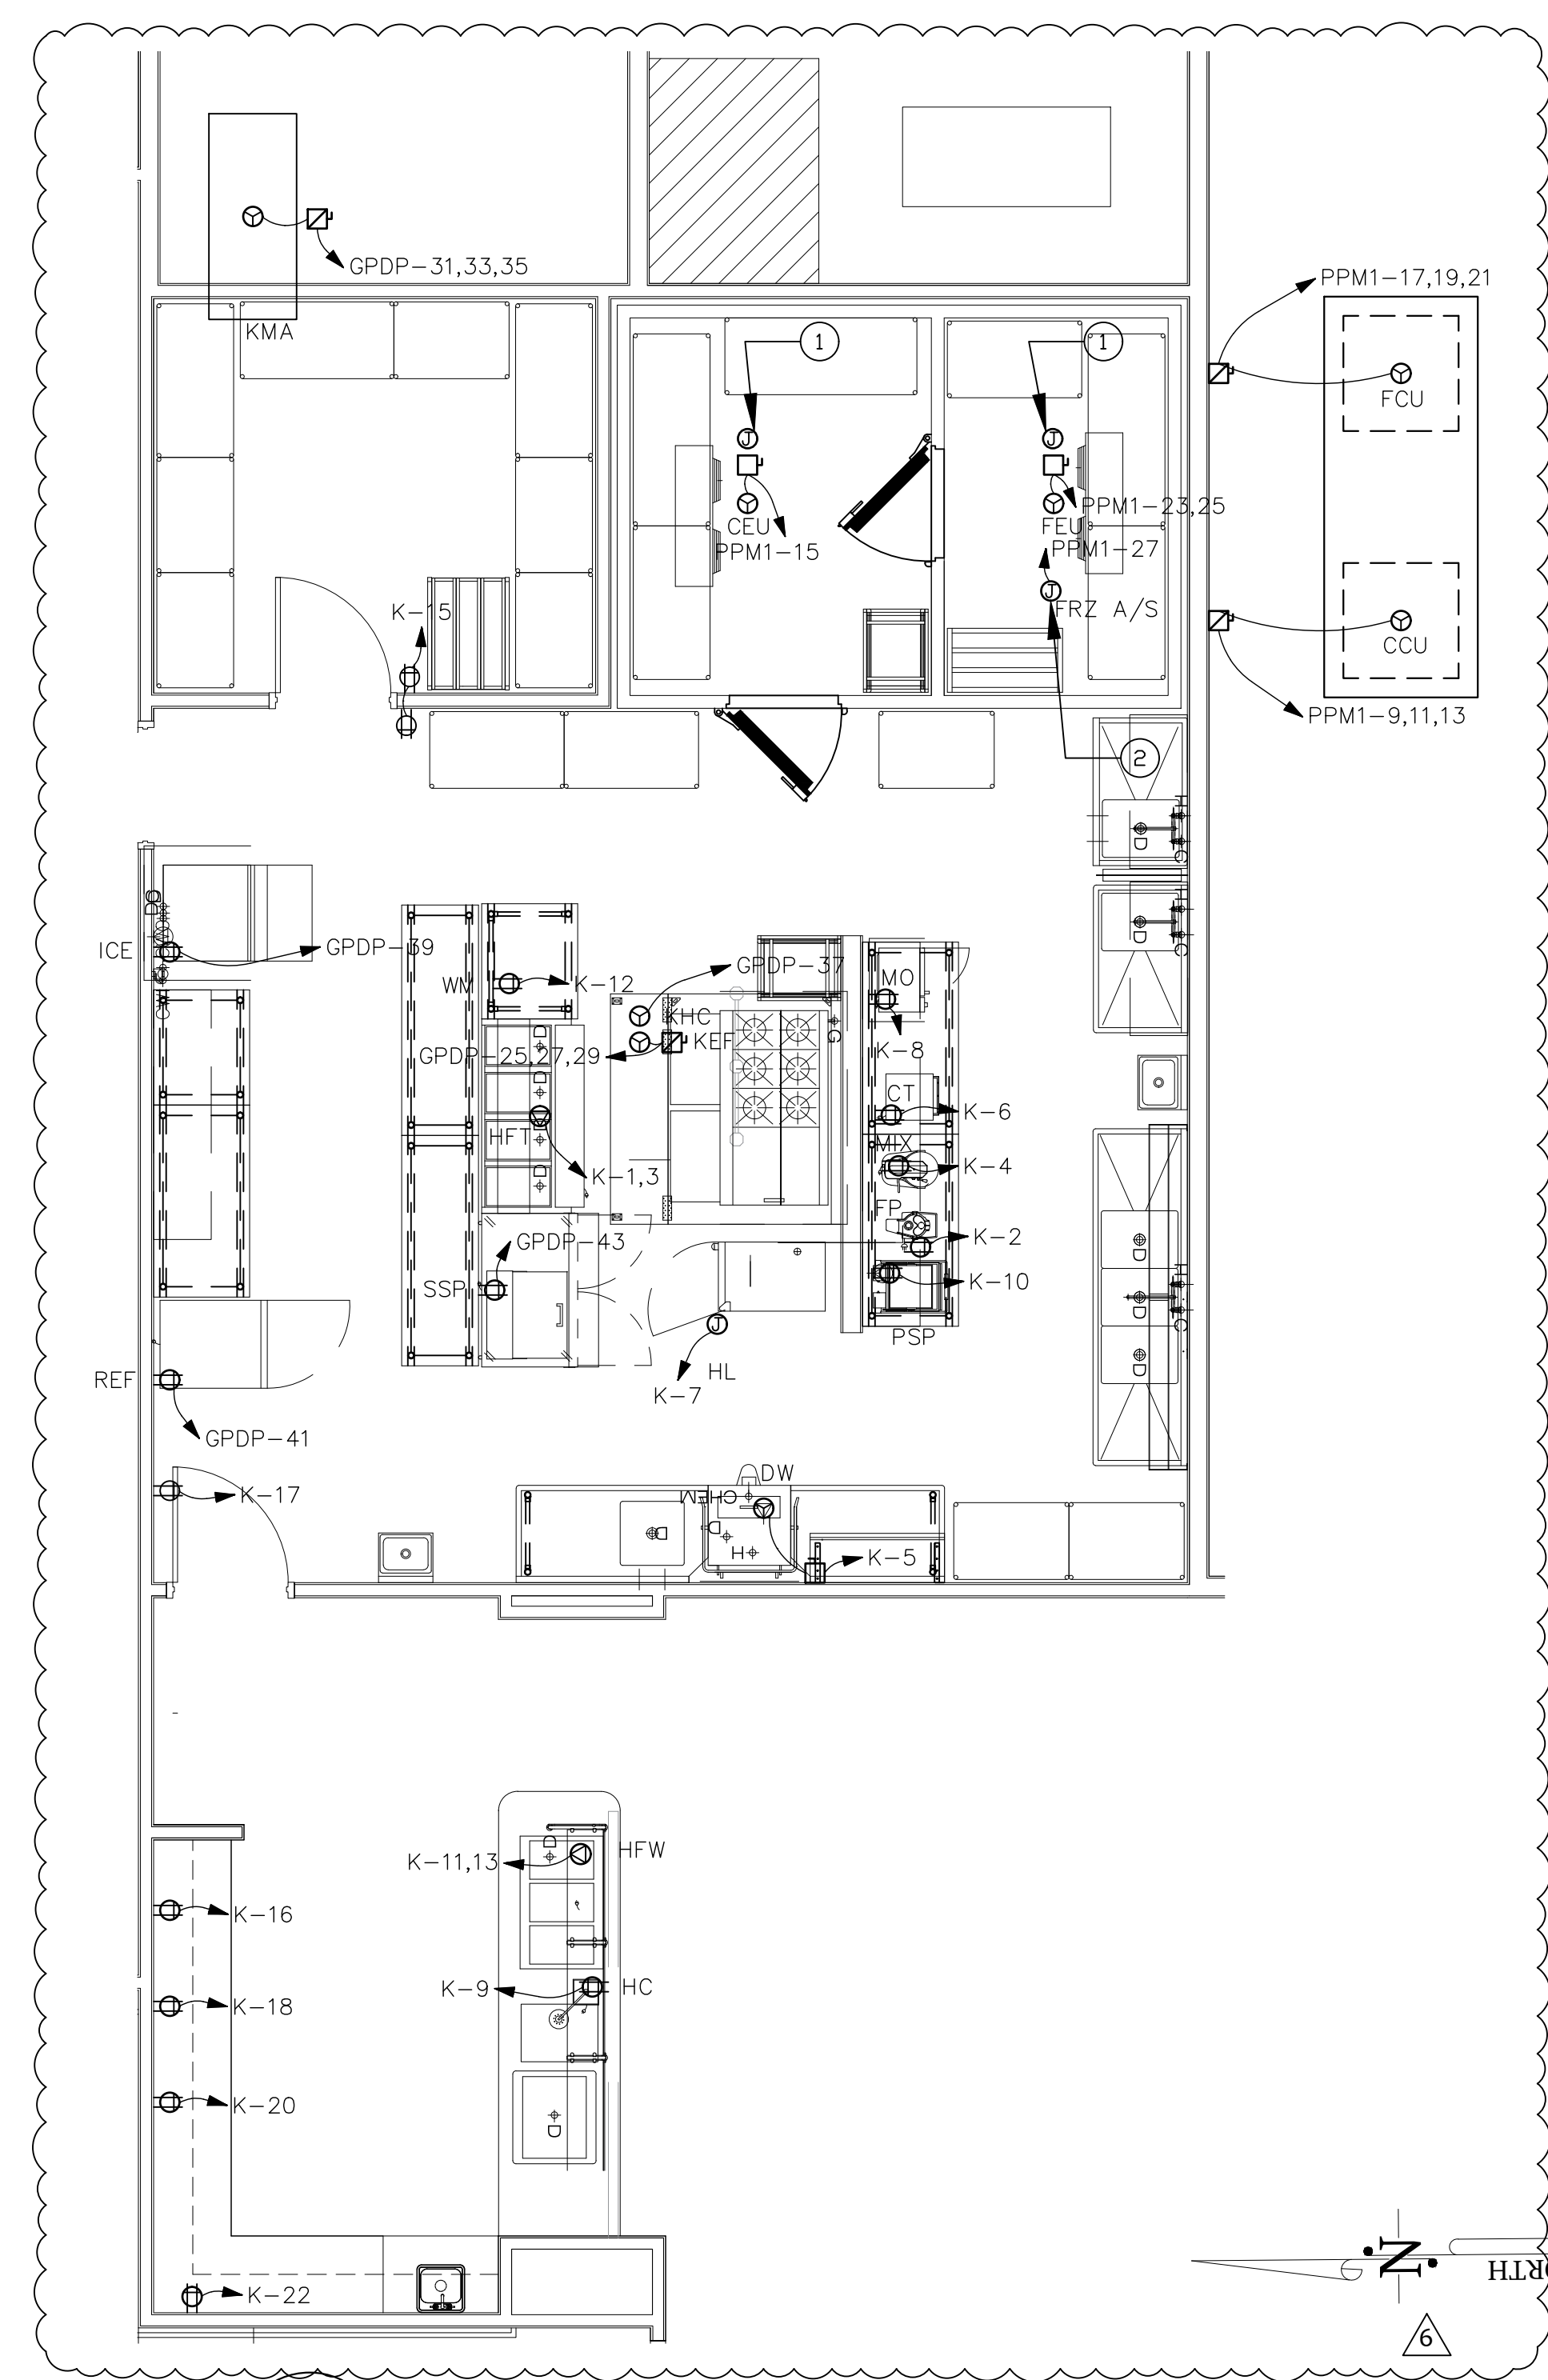 GPDP-31,33,35
KMA
PPM1-17,19,21
1
1
FCU
J
J
CEU
PPM1-15
PPM1-23,25
FEU
PPM1-27
J
FRZ A/S
K-15
CCU
PPM1-9,11,13
2
H
D
C
DS
H
D
C
ICE
GPDP-39
WM
K-12
GPDP-37
KHC
KEF
GPDP-25,27,29
MO
K-8
G
D
D
D
D
CT
K-6
HFT
MIX
K-4
K-1,3
FP
K-2
GPDP-43
SSP
K-10
PSP
H
D
D
D
C
J
HL
K-7
REF
GPDP-41
K-17
DW
CHEM
D
D
H
K-5
D
HFW
K-11,13
K-16
K-9
HC
K-18
K-20
D
K-22
N
ORTH
6